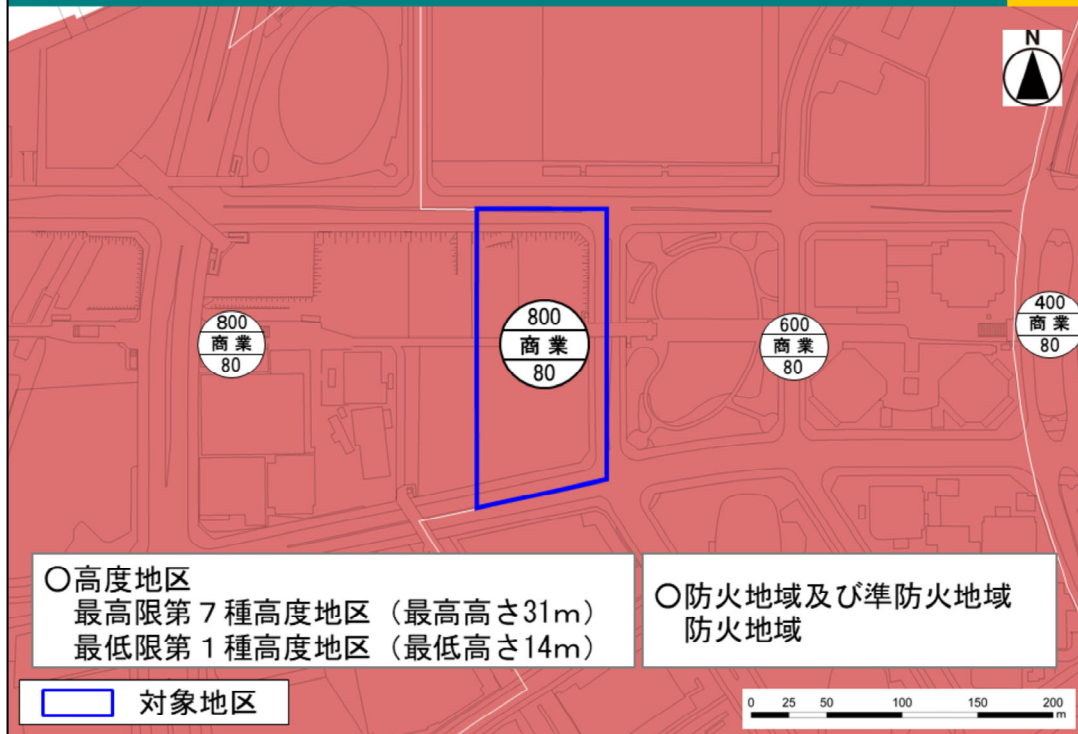 N
800
商業
80
800
商業
80
600
商業
80
400
商業
80
○高度地区
最高限第7種高度地区（最高高さ31m）
最低限第1種高度地区（最低高さ14m）
○防火地域及び準防火地域
防火地域
対象地区
0 25 50 100 150 200
m